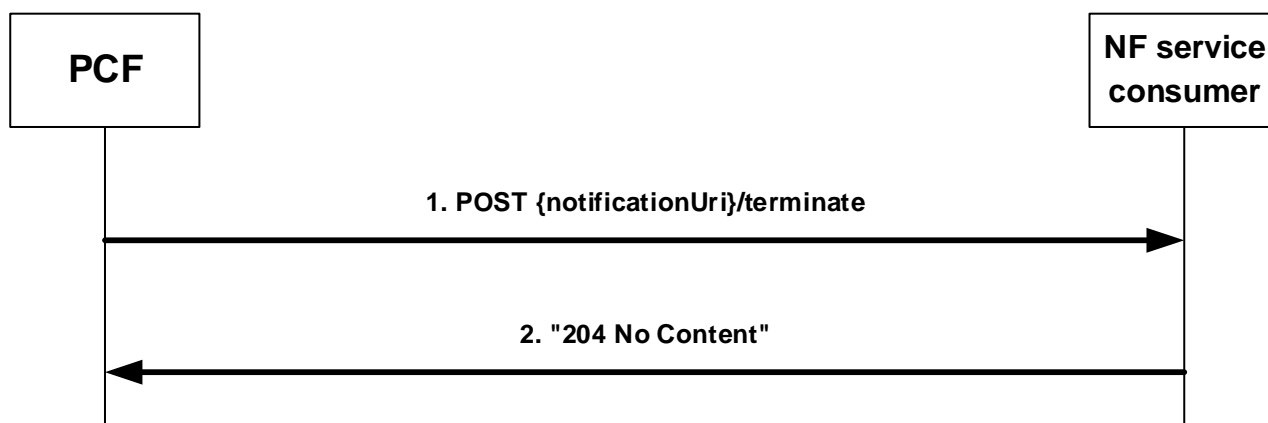 PCF
NF service
consumer
1. POST {notificationUri}/terminate
2. "204 No Content"